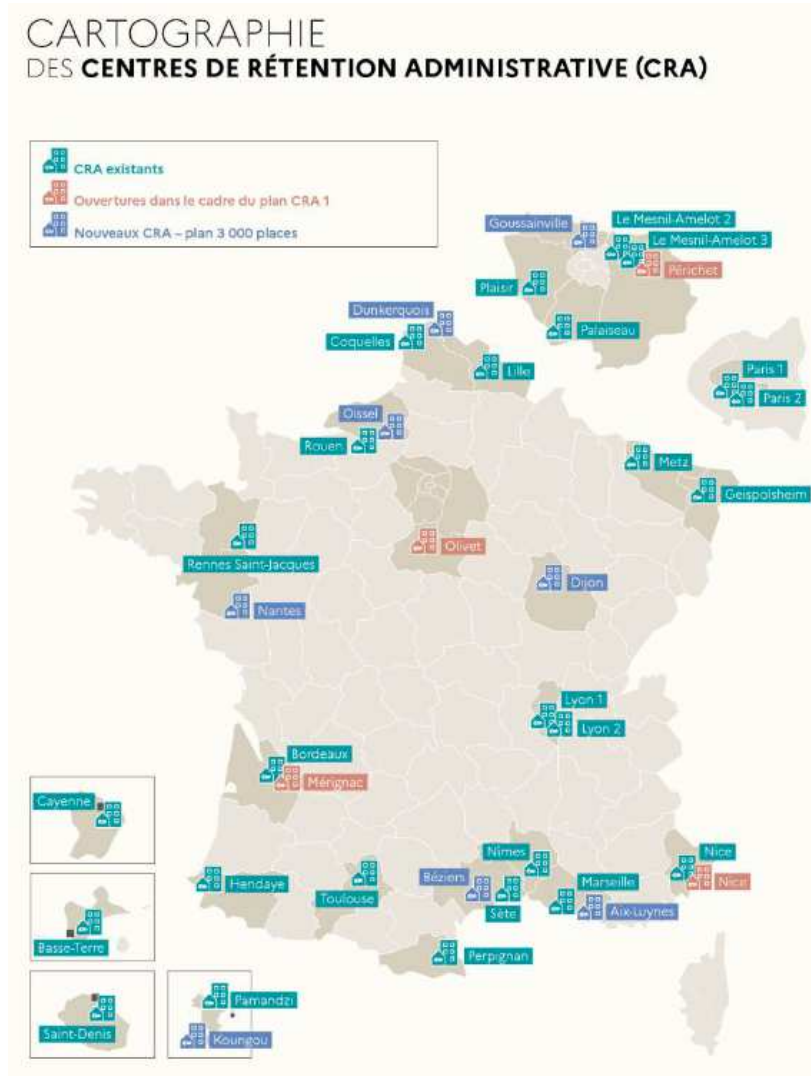 CARTOGRAPHIE
DES CENTRES DE RÉTENTION ADMINISTRATIVE (CRA)
CRA existants
Ouvertures dans le cadre du plan CRA 1
Nouveaux CRA – plan 3 000 places
Goussainville
Le Mesnil-Amelot 2
Le Mesnil-Amelot 3
Périchet
Plaisir
Palaiseau
Dunkerquois
Coquelles
Lille
Paris 1
Paris 2
Oissel
Rouen
Metz
Geispolsheim
Olivet
Rennes Saint-Jacques
Dijon
Nantes
Lyon 1
Lyon 2
Bordeaux
Mérignac
Cayenne
Nîmes
Nice
Hendaye
Béziers
Marseille
Nice
Toulouse
Sète
Aix-Luynes
Basse-Terre
Perpignan
Pamandzi
Saint-Denis
Koungou